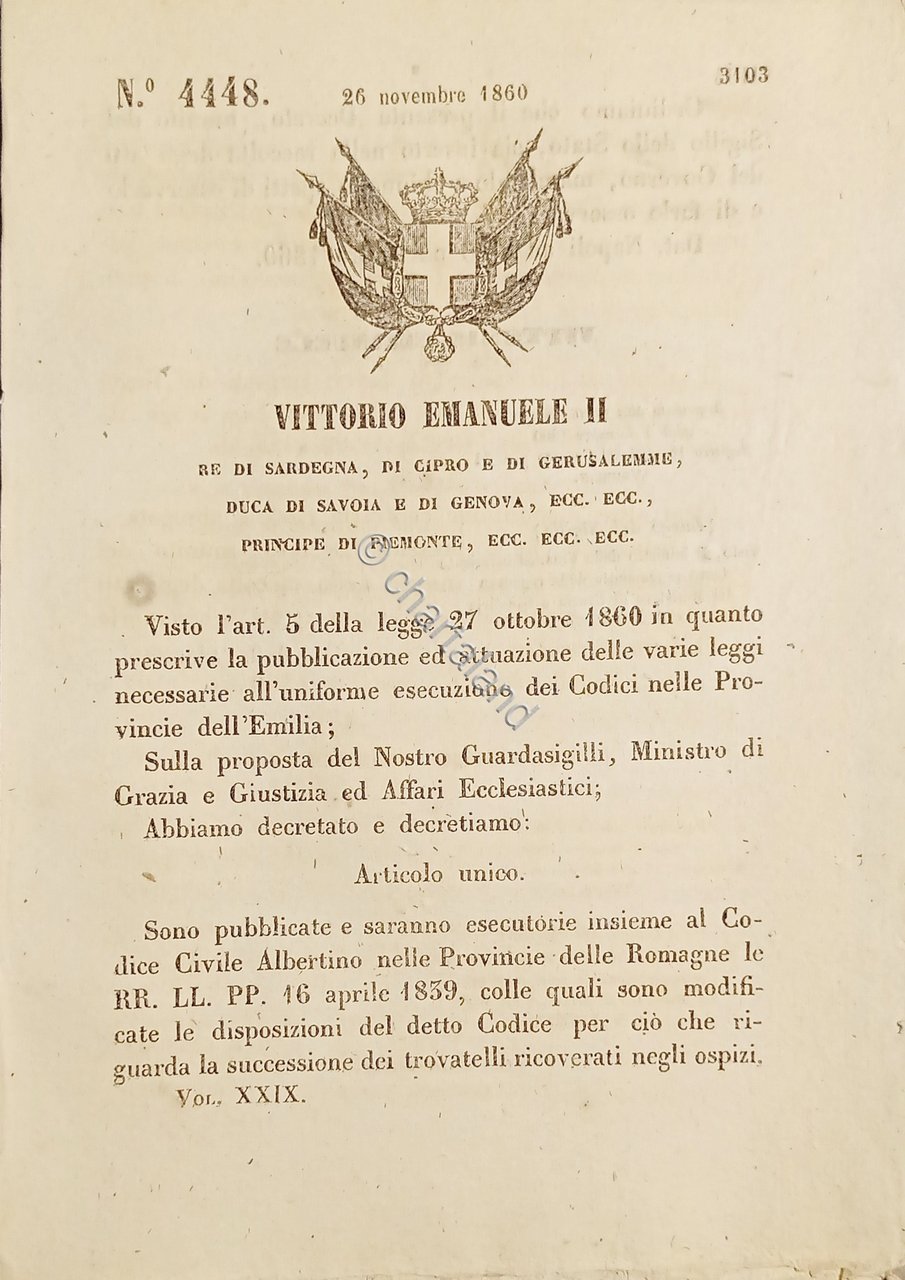 N.º 4448.
26 novembre 1860
3103
VITTORIO EMANUELE II
RE DI SARDEGNA, DI CIPRO E DI GERUSALEMME,
DUCA DI SAVOIA E DI GENOVA, ECC. ECC.,
PRINCIPE DI PIEMONTE, ECC. ECC. ECC.
Visto l'art. 5 della legge 27 ottobre 1860 in quanto
prescrive la pubblicazione ed attuazione delle varie leggi
necessarie all'uniforme esecuzione dei Codici nelle Pro-
vincie dell'Emilia;
Sulla proposta del Nostro Guardasigilli, Ministro di
Grazia e Giustizia ed Affari Ecclesiastici;
Abbiamo decretato e decretiamo:
Articolo unico.
Sono pubblicate e saranno esecutorie insieme al Co-
dice Civile Albertino nelle Provincie delle Romagne le
RR. LL. PP. 16 aprile 1839, colle quali sono modifi-
cate le disposizioni del detto Codice per ciò che ri-
guarda la successione dei trovatelli ricoverati negli ospizi.
VOL. XXIX.
© chartaland